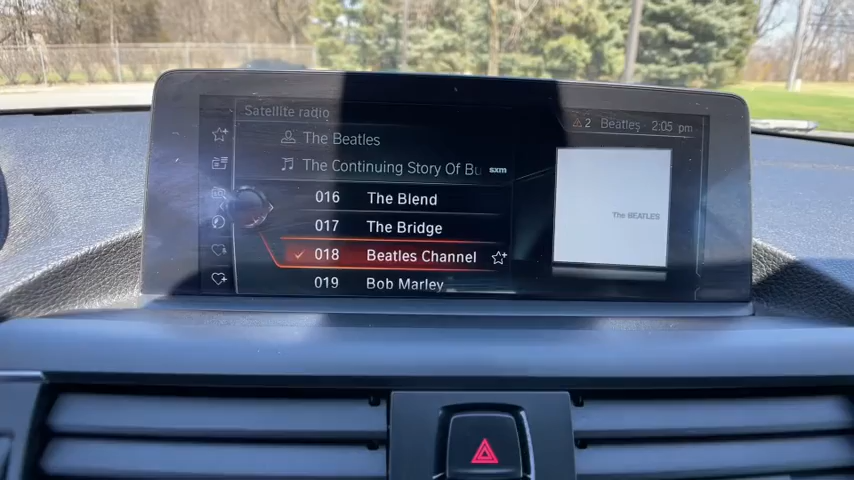 Satellite radio
2 Beatles 2:05 pm
The Beatles
The Continuing Story Of Bu sxm
016 The Blend
017 The Bridge
018 Beatles Channel
019 Bob Marley
The BEATLES